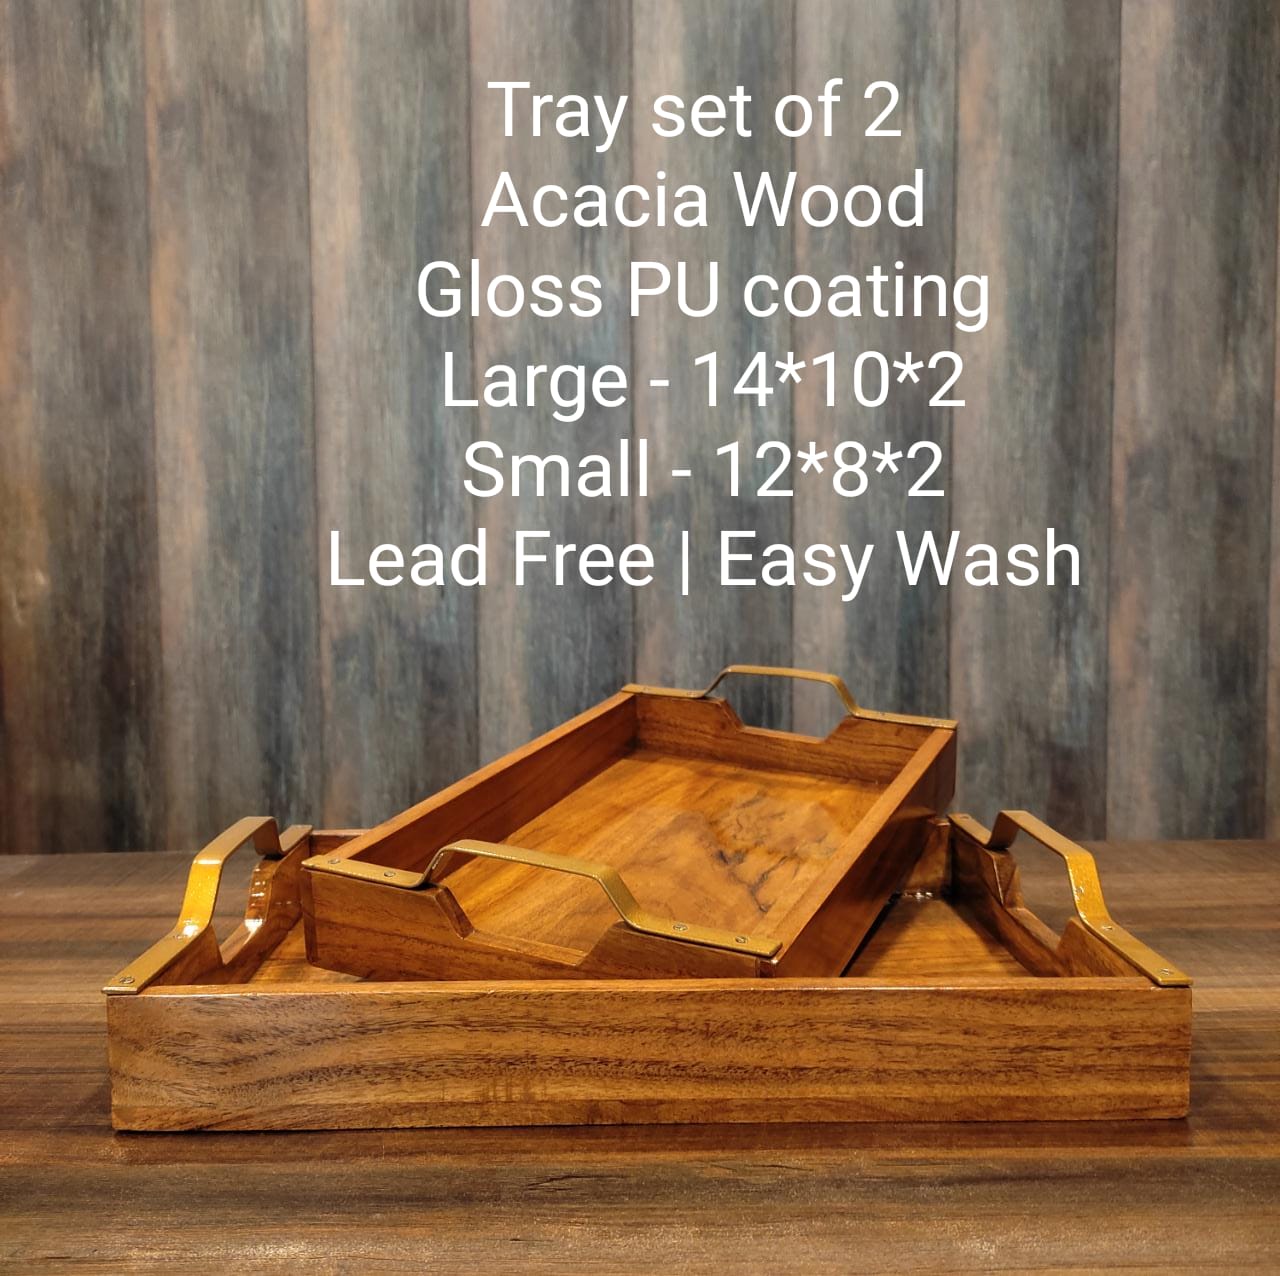 Tray set of 2
Acacia Wood
Gloss PU coating
Large - 14*10*2
Small - 12*8*2
Lead Free | Easy Wash